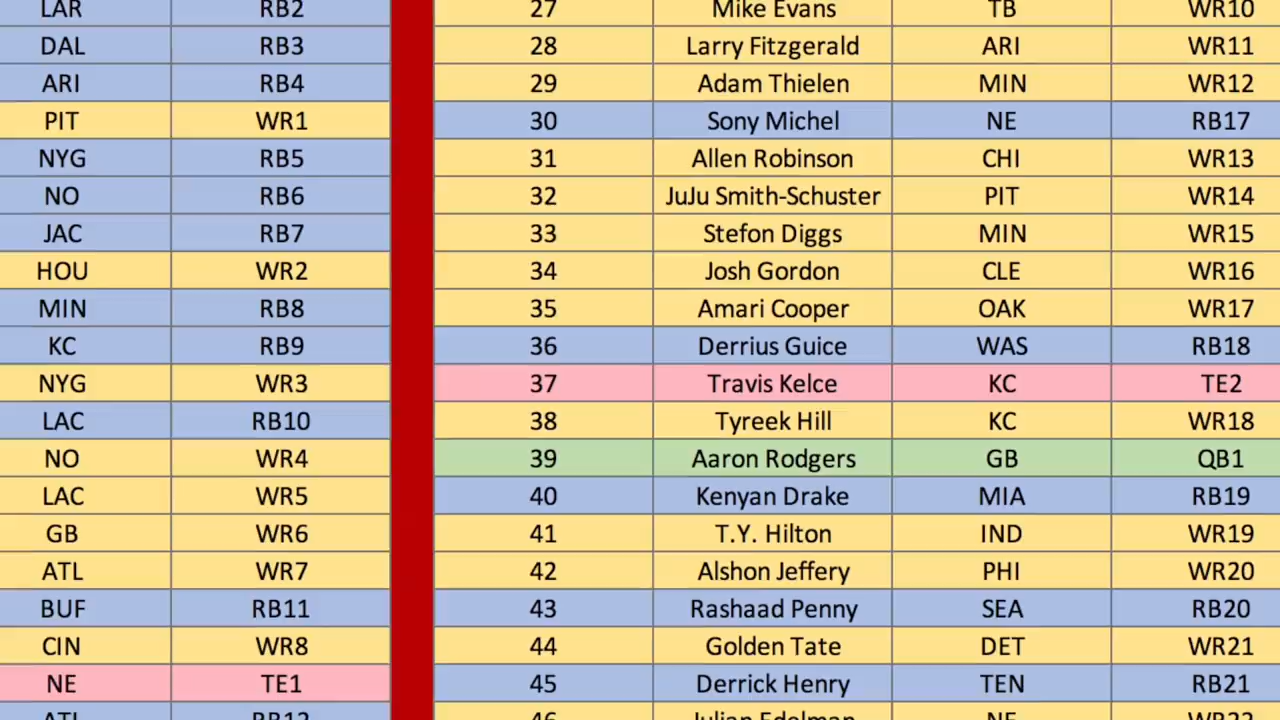 LAR RB2 27 Mike Evans TB WR10
DAL RB3 28 Larry Fitzgerald ARI WR11
ARI RB4 29 Adam Thielen MIN WR12
PIT WR1 30 Sony Michel NE RB17
NYG RB5 31 Allen Robinson CHI WR13
NO RB6 32 JuJu Smith-Schuster PIT WR14
JAC RB7 33 Stefon Diggs MIN WR15
HOU WR2 34 Josh Gordon CLE WR16
MIN RB8 35 Amari Cooper OAK WR17
KC RB9 36 Derrius Guice WAS RB18
NYG WR3 37 Travis Kelce KC TE2
LAC RB10 38 Tyreek Hill KC WR18
NO WR4 39 Aaron Rodgers GB QB1
LAC WR5 40 Kenyan Drake MIA RB19
GB WR6 41 T.Y. Hilton IND WR19
ATL WR7 42 Alshon Jeffery PHI WR20
BUF RB11 43 Rashaad Penny SEA RB20
CIN WR8 44 Golden Tate DET WR21
NE TE1 45 Derrick Henry TEN RB21
ATL RB12 46 Julian Edelman NE WR22